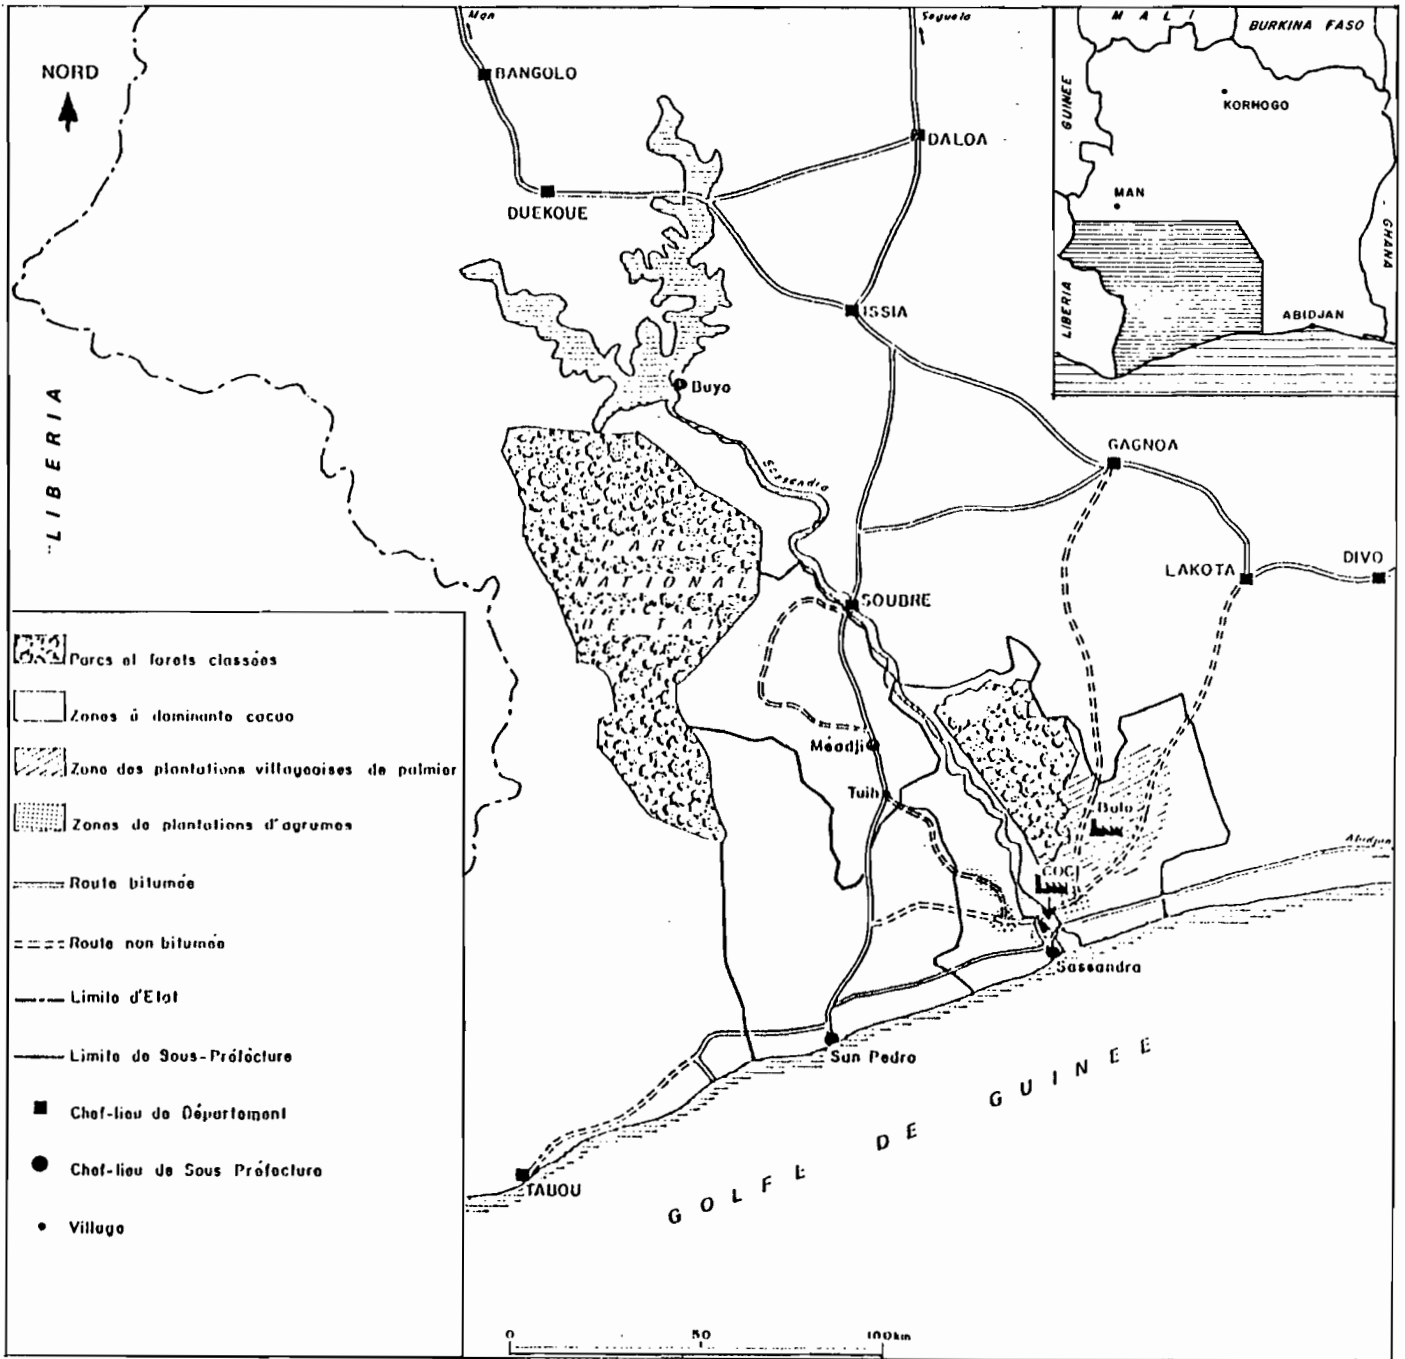 Man
Seguela
NORD
BANGOLO
DALOA
DUEKOUE
ISSIA
Buyo
Sassandra
GAGNOA
LAKOTA
DIVO
SOUBRE
PARC
NATIONAL
DE TAI
LIBERIA
Méadji
Tuih
Bolo
COCI
Abidjan
Sassandra
San Pedro
TABOU
GOLFE DE GUINEE
MALI
BURKINA FASO
GUINEE
KORHOGO
MAN
GHANA
LIBERIA
ABIDJAN
Parcs et forets classées
Zones à dominante cacao
Zone des plantations villageoises de palmier
Zones de plantations d'agrumes
Route bitumée
Route non bitumée
Limite d'Etat
Limite de Sous-Préfecture
Chef-lieu de Département
Chef-lieu de Sous Préfecture
Village
0 50 100km